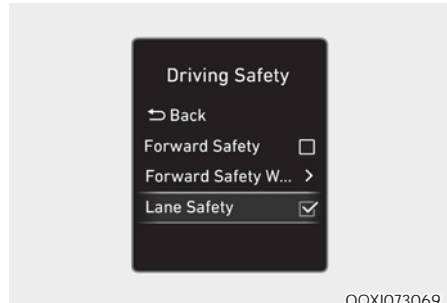 Driving Safety
Back
Forward Safety
Forward Safety W...
Lane Safety
OQXI073069